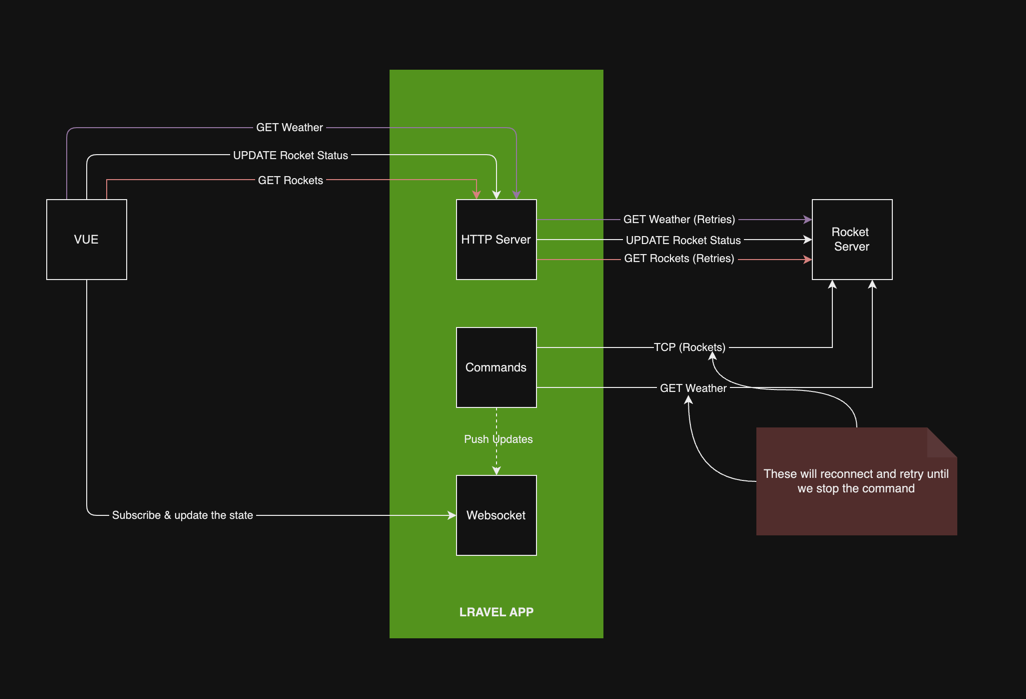 GET Weather
UPDATE Rocket Status
GET Rockets
VUE
HTTP Server
GET Weather (Retries)
UPDATE Rocket Status
GET Rockets (Retries)
Rocket
Server
Commands
TCP (Rockets)
GET Weather
Push Updates
These will reconnect and retry until
we stop the command
Subscribe & update the state
Websocket
LRAVEL APP